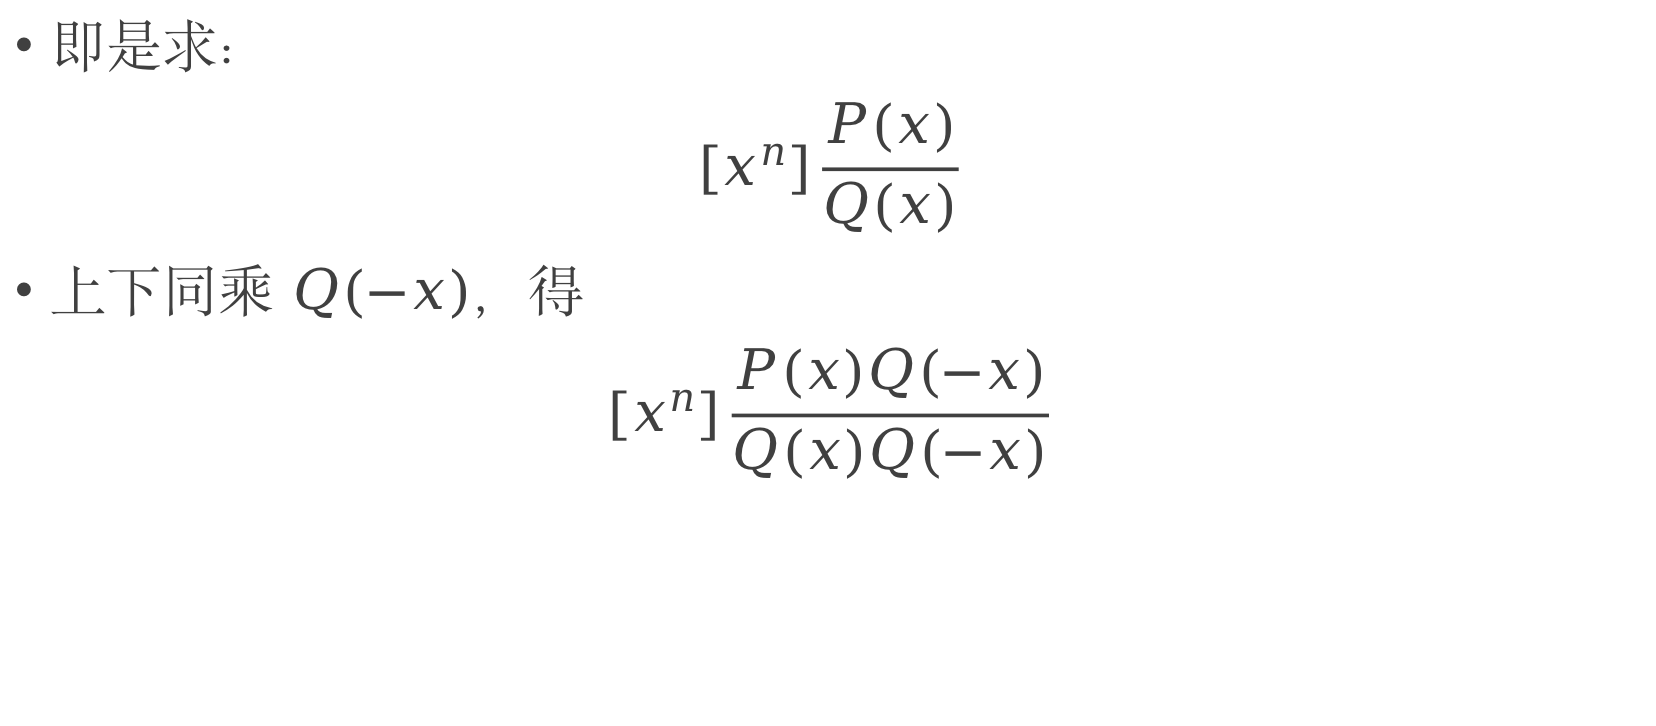 • 即是求：
[x^n] P(x)/Q(x)
• 上下同乘 Q(−x)，得
[x^n] P(x)Q(−x)/Q(x)Q(−x)